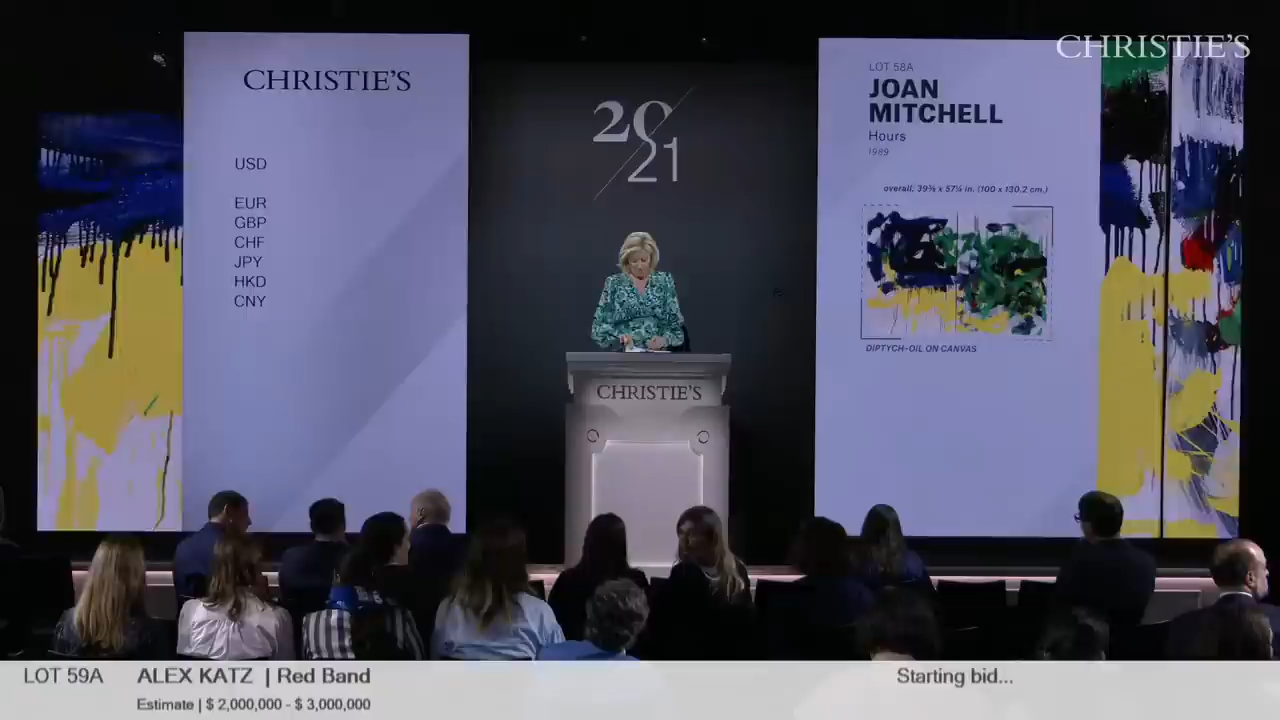 CHRISTIE'S
CHRISTIE'S
USD
EUR
GBP
CHF
JPY
HKD
CNY
20
21
LOT 58A
JOAN
MITCHELL
Hours
1989
overall: 39⅜ x 57¼ in. (100 x 130.2 cm.)
DIPTYCH-OIL ON CANVAS
CHRISTIE'S
LOT 59A
ALEX KATZ | Red Band
Starting bid...
Estimate | $ 2,000,000 - $ 3,000,000